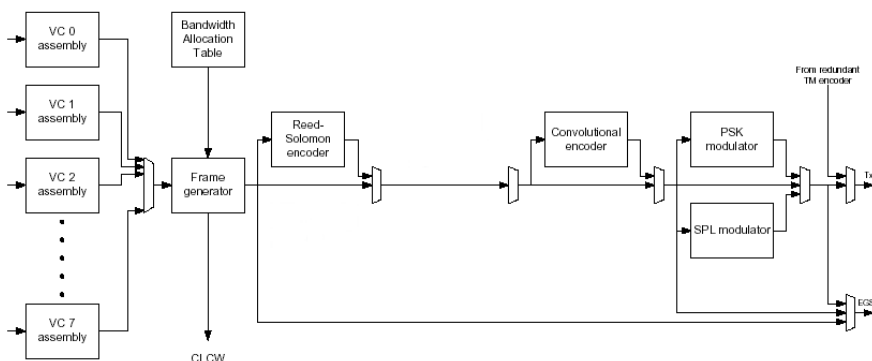 VC 0
assembly
VC 1
assembly
VC 2
assembly
VC 7
assembly
Bandwidth
Allocation
Table
Frame
generator
CLCW
Reed-
Solomon
encoder
Convolutional
encoder
PSK
modulator
SPL modulator
From redundant
TM encoder
Tx
EGSE